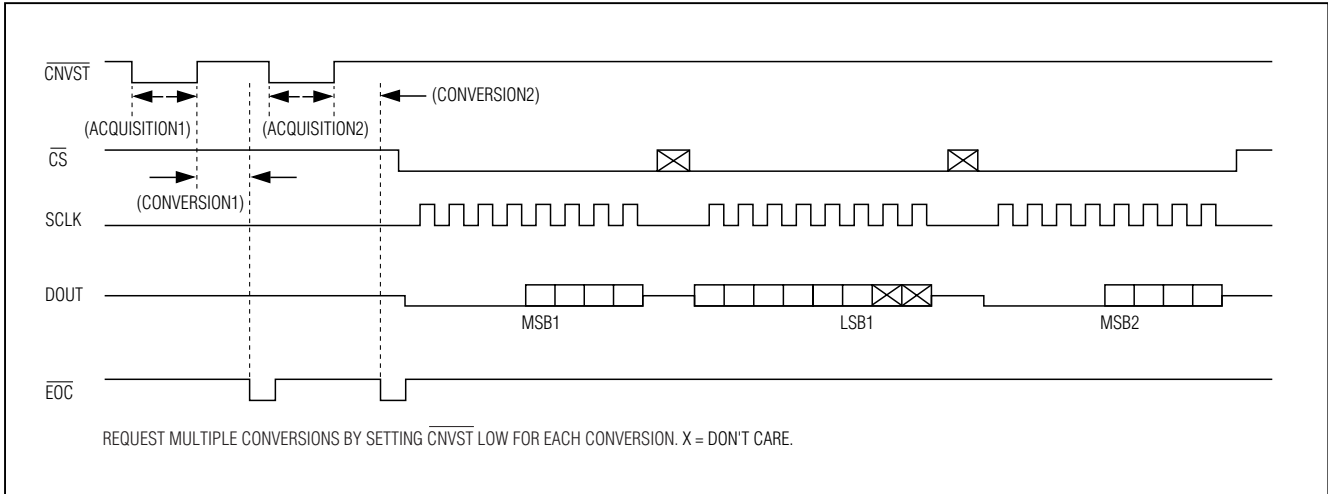 CNVST
(CONVERSION2)
(ACQUISITION1) (ACQUISITION2)
CS
(CONVERSION1)
SCLK
DOUT
MSB1 LSB1 MSB2
EOC
REQUEST MULTIPLE CONVERSIONS BY SETTING CNVST LOW FOR EACH CONVERSION. X = DON'T CARE.